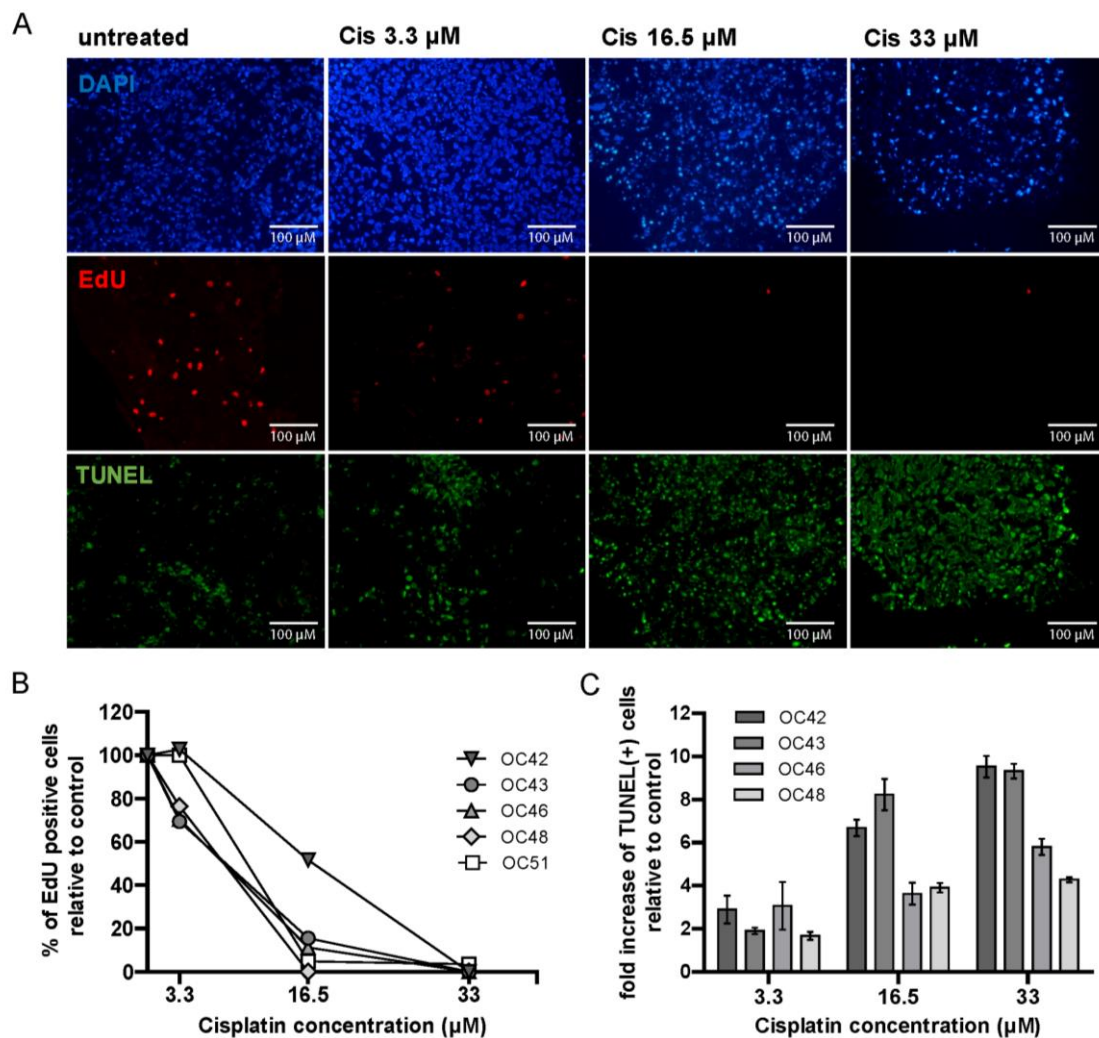 A
untreated
Cis 3.3 µM
Cis 16.5 µM
Cis 33 µM
DAPI
100 µM
100 µM
100 µM
100 µM
EdU
100 µM
100 µM
100 µM
100 µM
TUNEL
100 µM
100 µM
100 µM
100 µM
B
% of EdU positive cells
relative to control
120
100
80
60
40
20
0
3.3
16.5
33
Cisplatin concentration (µM)
OC42
OC43
OC46
OC48
OC51
C
fold increase of TUNEL(+) cells
relative to control
12
10
8
6
4
2
0
3.3
16.5
33
Cisplatin concentration (µM)
OC42
OC43
OC46
OC48